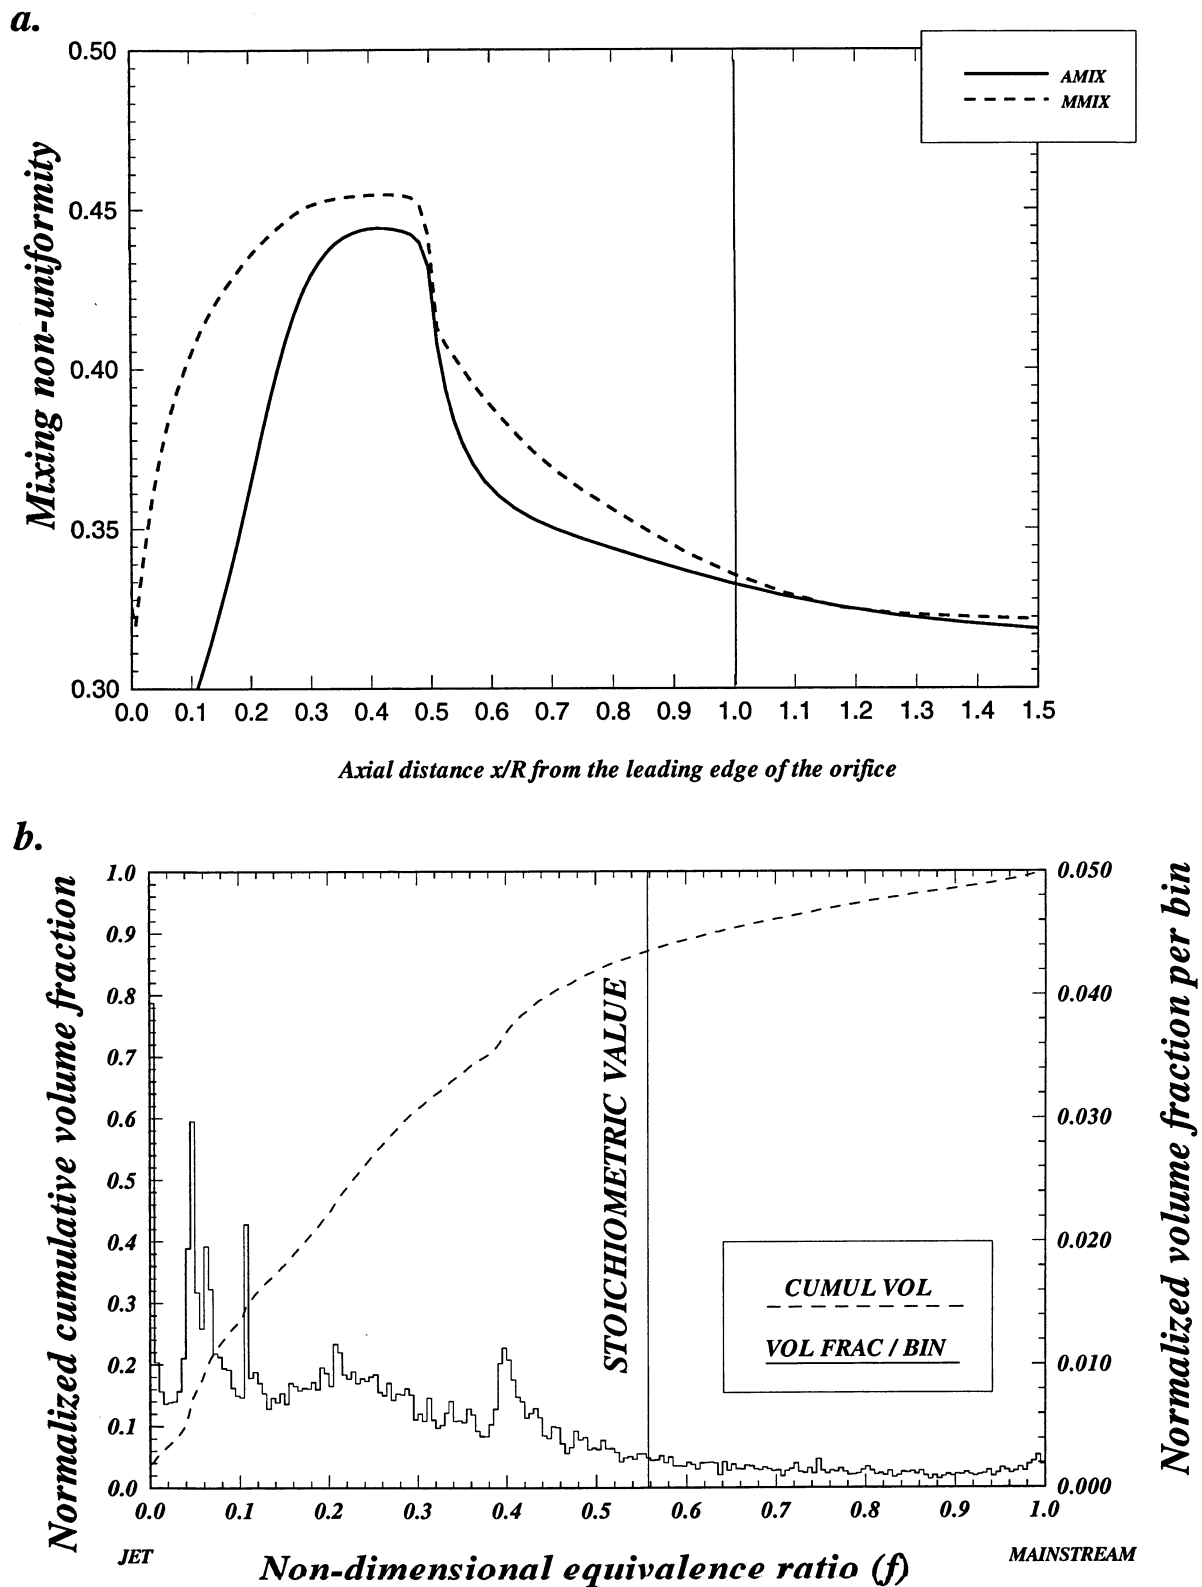 a.
Mixing non-uniformity
0.50
0.45
0.40
0.35
0.30
AMIX
MMIX
0.0 0.1 0.2 0.3 0.4 0.5 0.6 0.7 0.8 0.9 1.0 1.1 1.2 1.3 1.4 1.5
Axial distance x/R from the leading edge of the orifice
b.
Normalized cumulative volume fraction
1.0
0.9
0.8
0.7
0.6
0.5
0.4
0.3
0.2
0.1
0.0
STOICHIOMETRIC VALUE
CUMUL VOL
VOL FRAC / BIN
0.050
0.040
0.030
0.020
0.010
0.000
Normalized volume fraction per bin
0.0 0.1 0.2 0.3 0.4 0.5 0.6 0.7 0.8 0.9 1.0
JET
MAINSTREAM
Non-dimensional equivalence ratio (f)